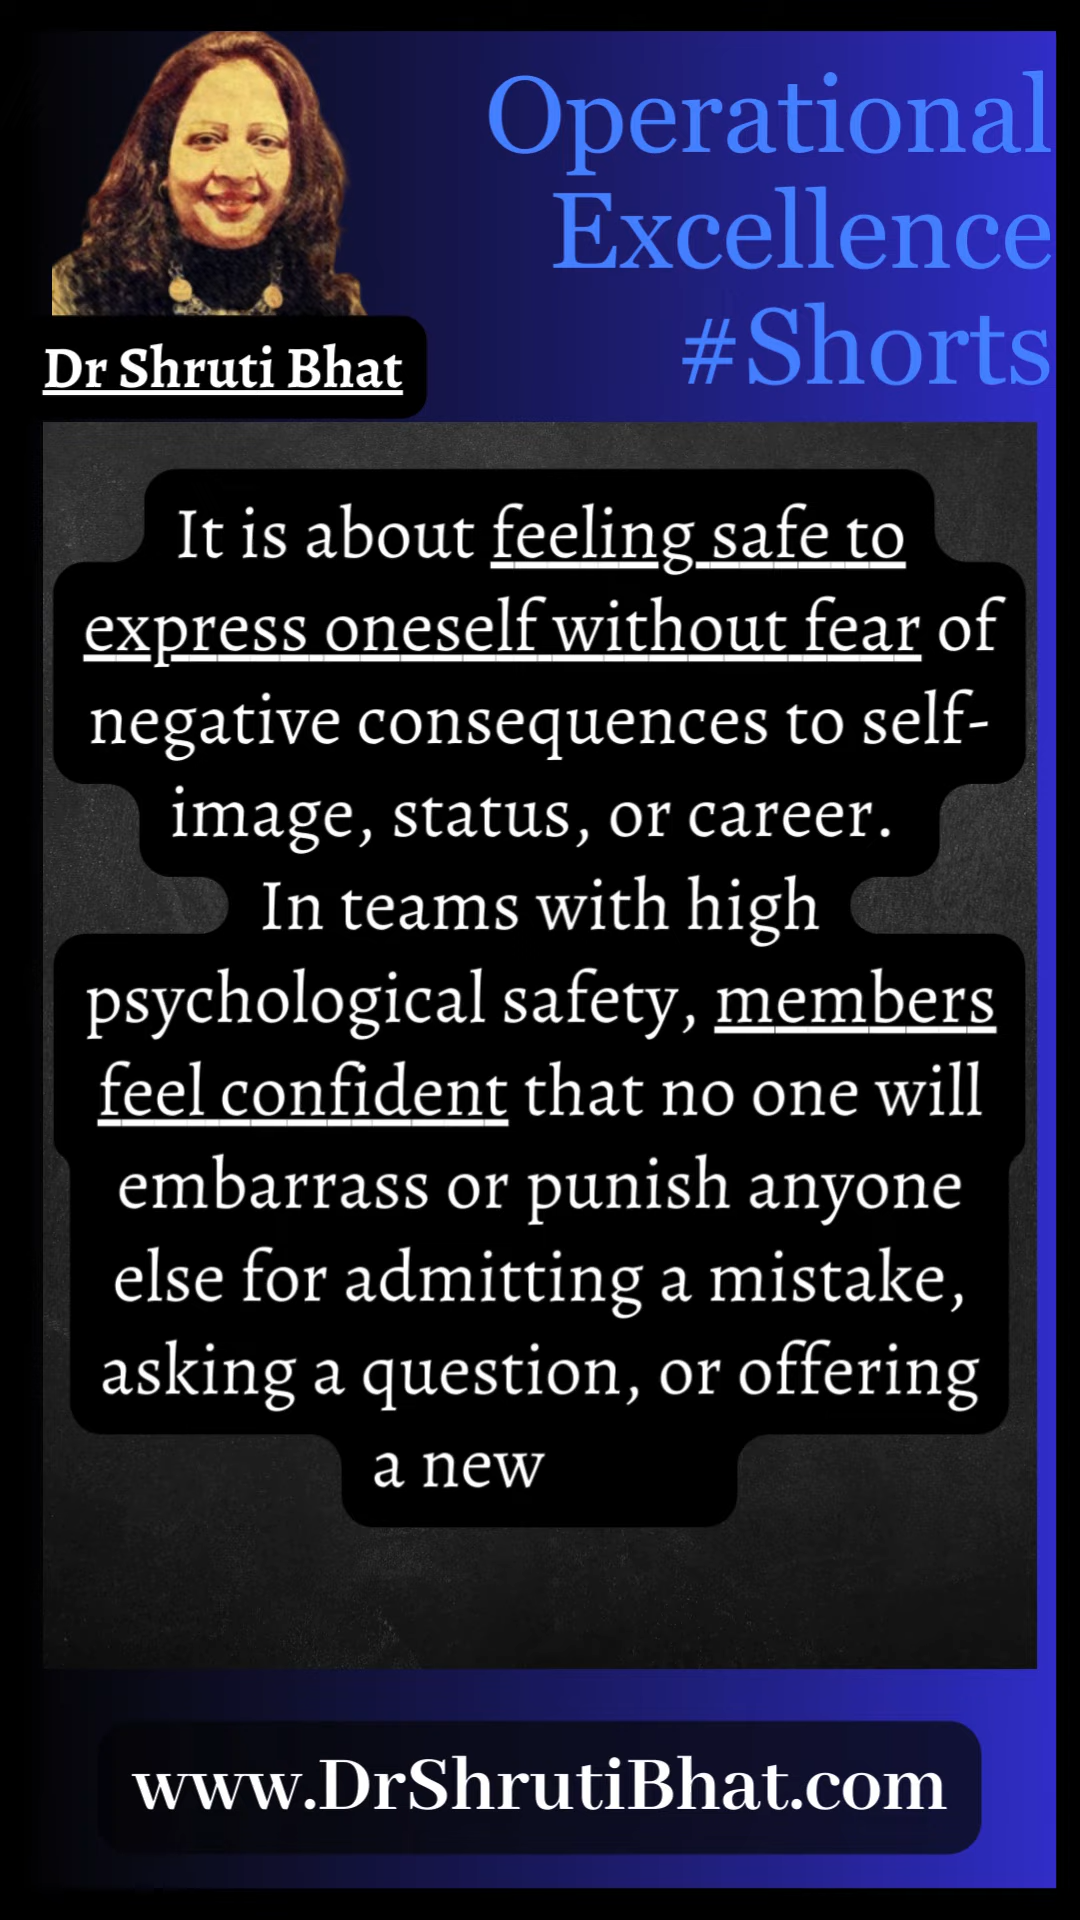 Operational
Excellence
#Shorts
Dr Shruti Bhat
It is about feeling safe to
express oneself without fear of
negative consequences to self-
image, status, or career.
In teams with high
psychological safety, members
feel confident that no one will
embarrass or punish anyone
else for admitting a mistake,
asking a question, or offering
a new
www.DrShrutiBhat.com